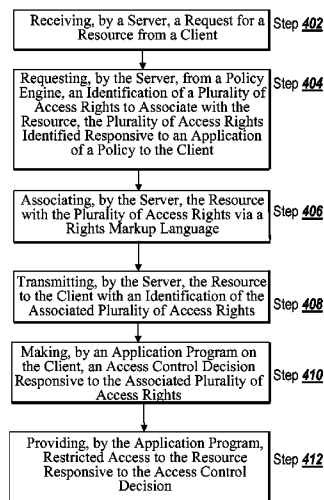 Receiving, by a Server, a Request for a
Resource from a Client
Step 402
Requesting, by the Server, from a Policy
Engine, an Identification of a Plurality of
Access Rights to Associate with the
Resource, the Plurality of Access Rights
Identified Responsive to an Application
of a Policy to the Client
Step 404
Associating, by the Server, the Resource
with the Plurality of Access Rights via a
Rights Markup Language
Step 406
Transmitting, by the Server, the Resource
to the Client with an Identification of the
Associated Plurality of Access Rights
Step 408
Making, by an Application Program on
the Client, an Access Control Decision
Responsive to the Associated Plurality of
Access Rights
Step 410
Providing, by the Application Program,
Restricted Access to the Resource
Responsive to the Access Control
Decision
Step 412